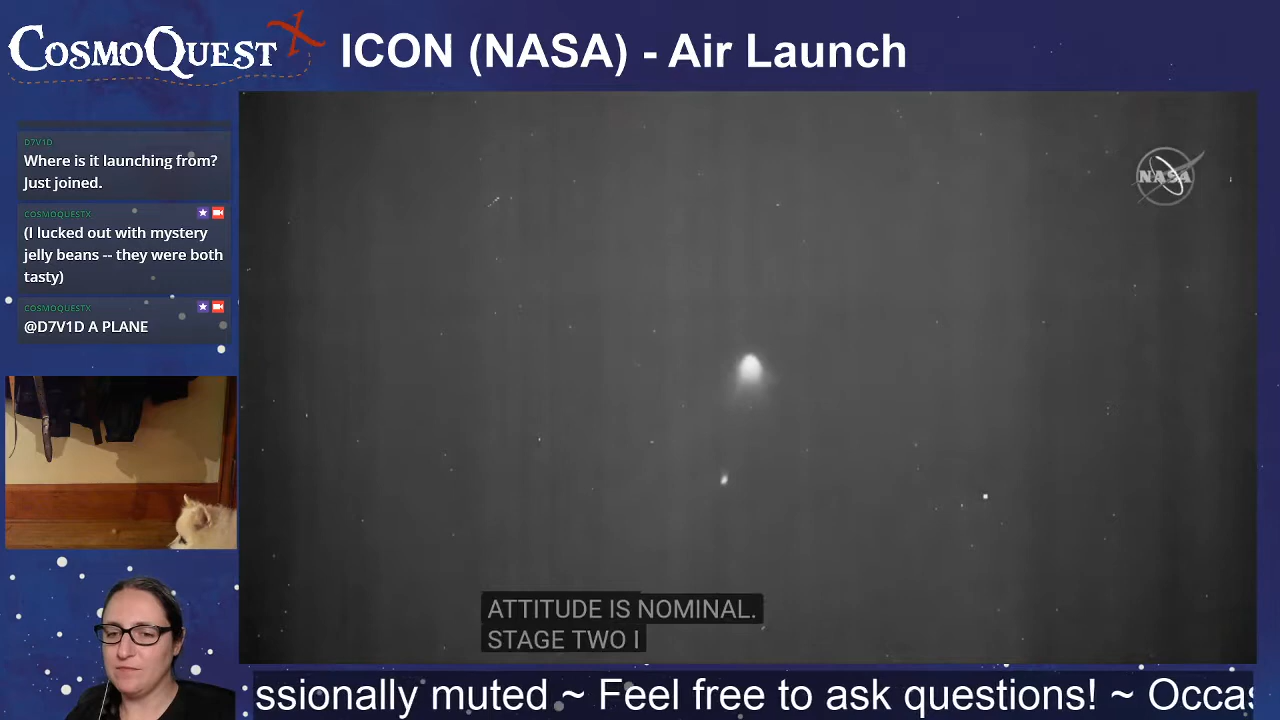 CosmoQuest X
ICON (NASA) - Air Launch
D7V1D
Where is it launching from?
Just joined.
COSMOQUESTX
(I lucked out with mystery
jelly beans -- they were both
tasty)
COSMOQUESTX
@D7V1D A PLANE
NASA
ATTITUDE IS NOMINAL.
STAGE TWO I
ssionally muted ~ Feel free to ask questions! ~ Occas